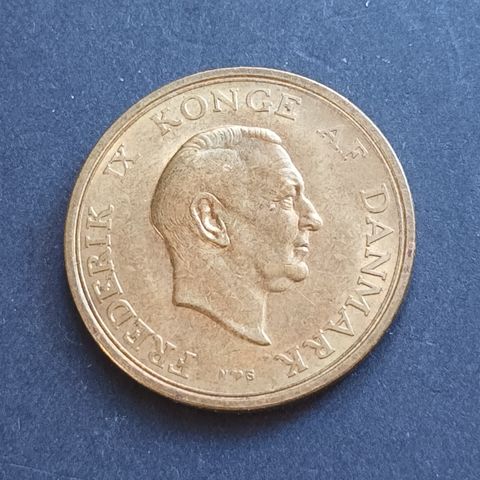 FREDERIK IX KONGE AF DANMARK
N♥S